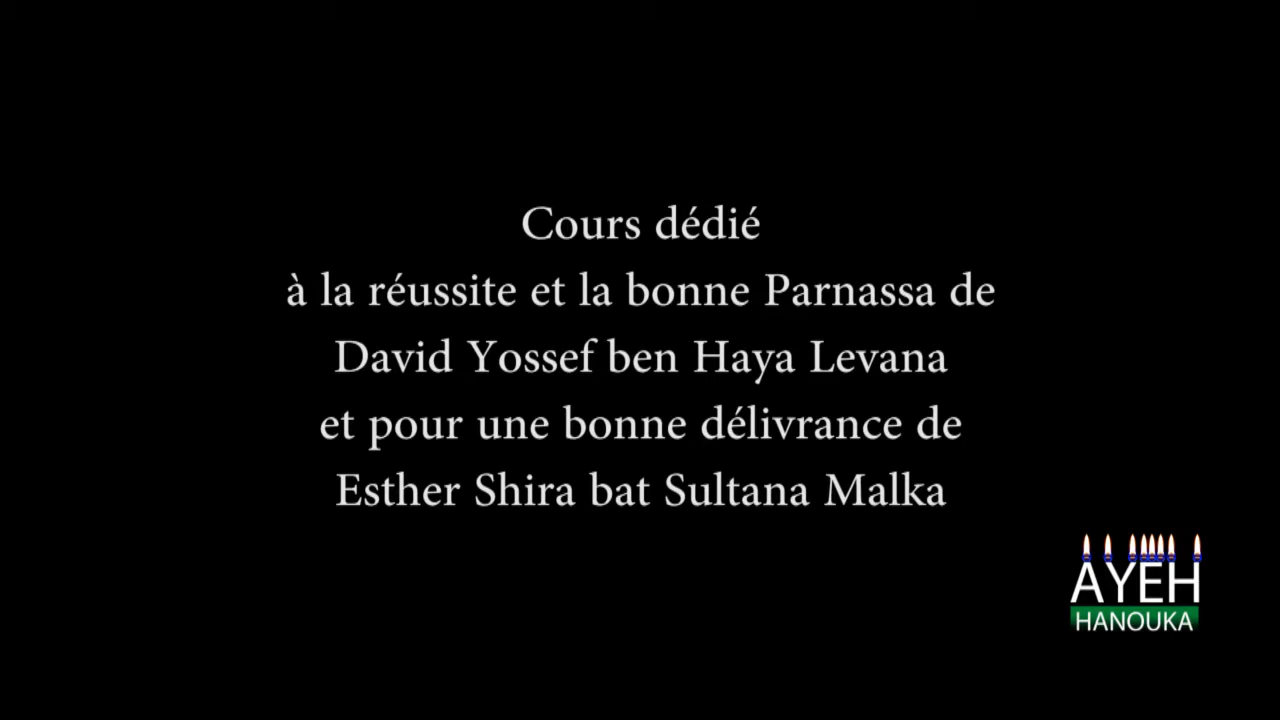 Cours dédié
à la réussite et la bonne Parnassa de
David Yossef ben Haya Levana
et pour une bonne délivrance de
Esther Shira bat Sultana Malka
AYEH
HANOUKA